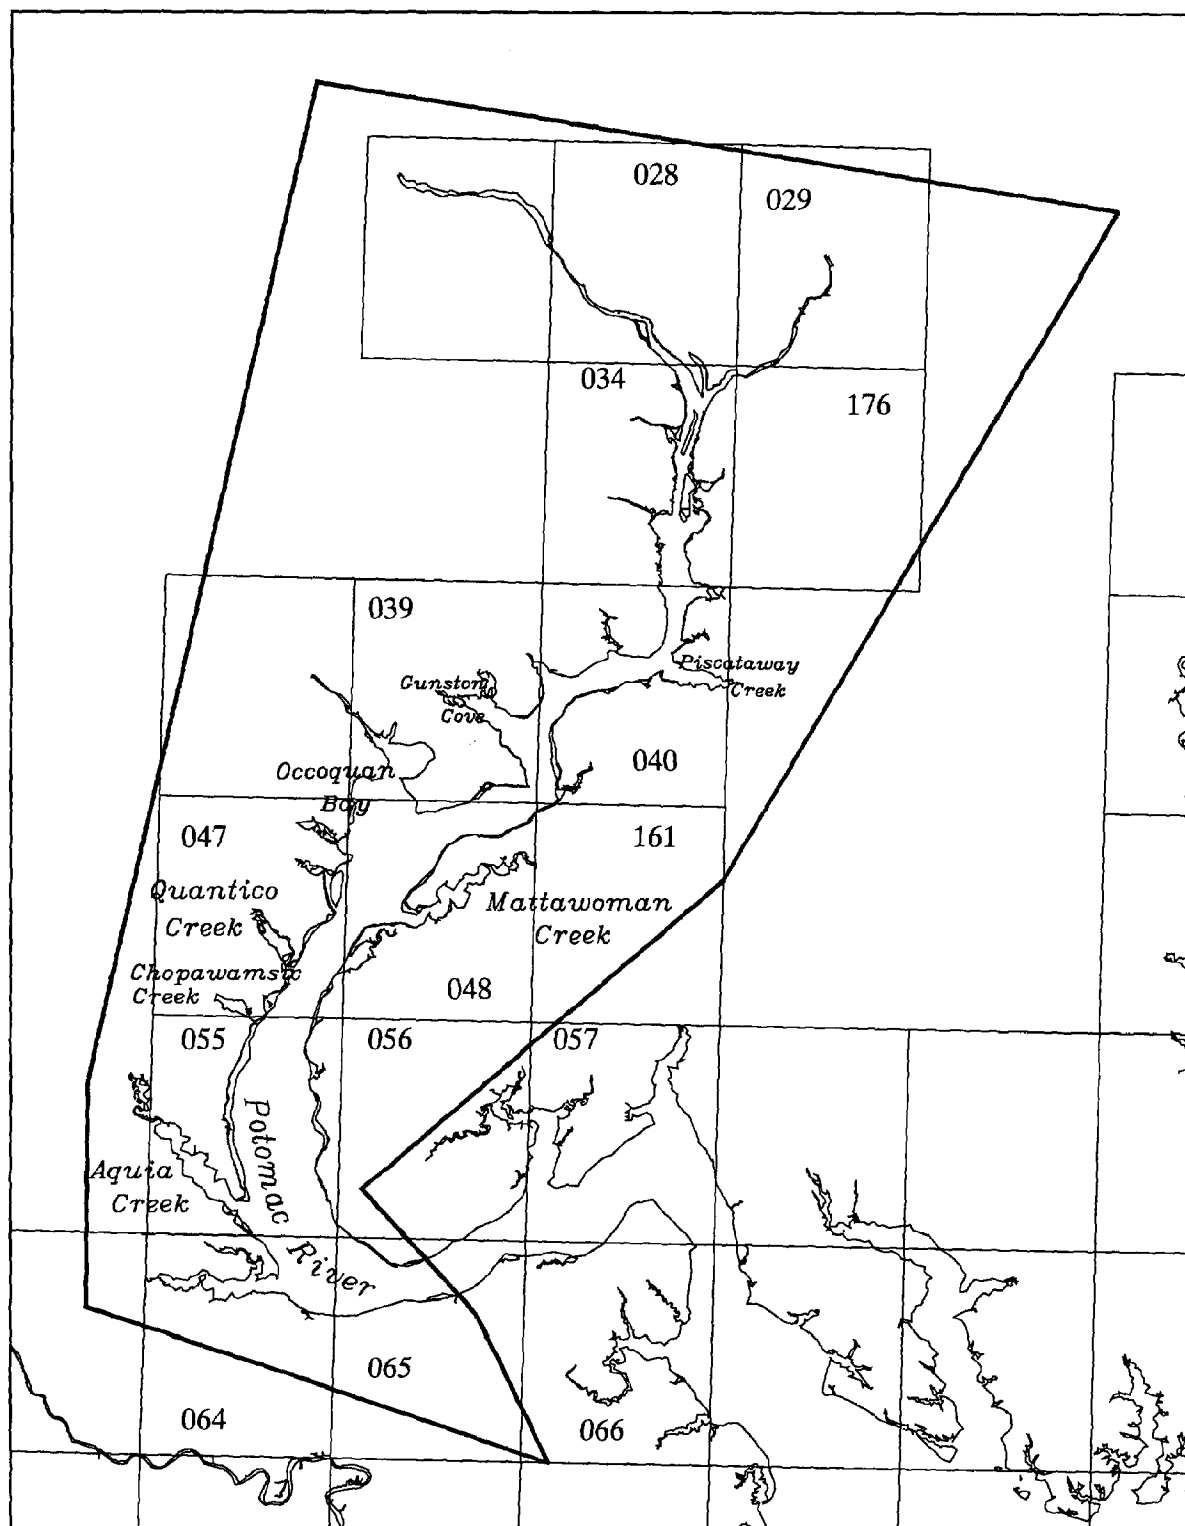 028
029
034
176
039
Piscataway
Creek
Gunston
Cove
040
Occoquan
Bay
047
161
Quantico
Creek
Mattawoman
Creek
Chopawamsic
Creek
048
055
056
057
Potomac
River
Aquia
Creek
065
064
066